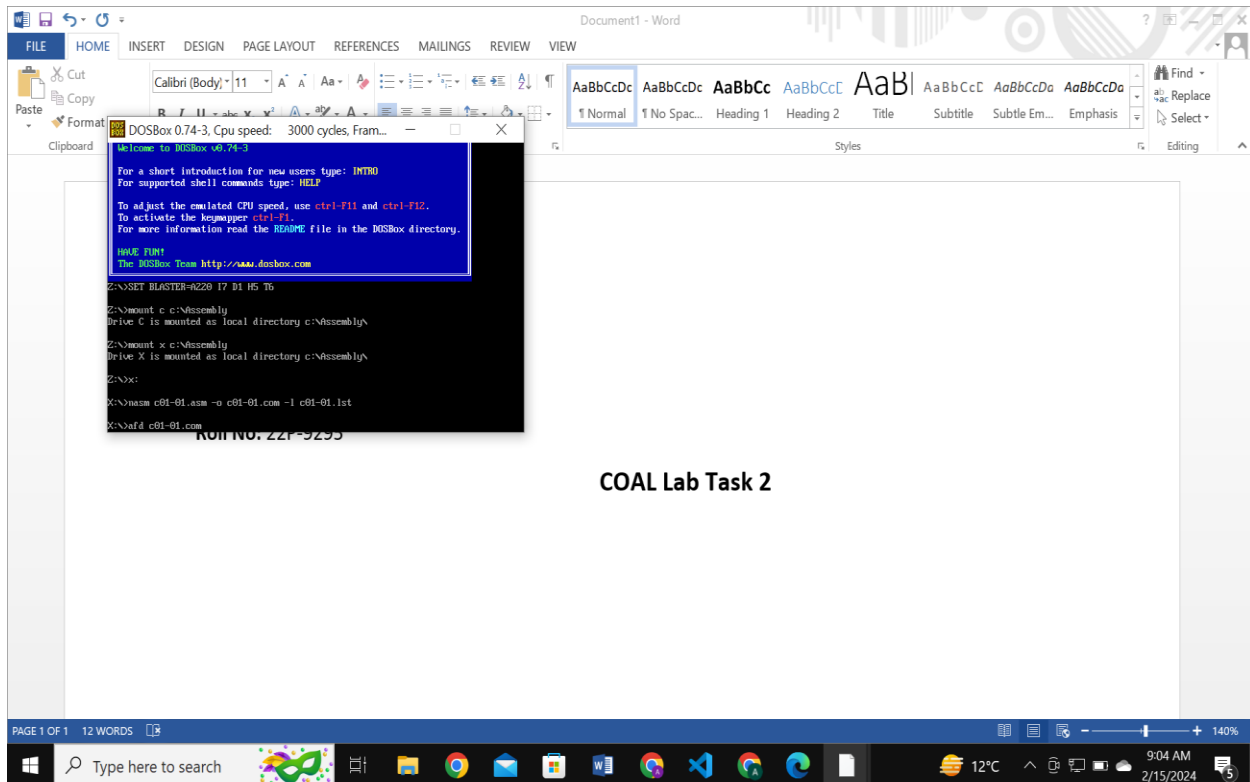 Document1 - Word
FILE HOME INSERT DESIGN PAGE LAYOUT REFERENCES MAILINGS REVIEW VIEW
Cut
Copy
Format
Paste
Clipboard
Calibri (Body) 11
Aa
AaBbCcDc AaBbCcDc AaBbCc AaBbCcE AaB AaBbCcD AaBbCcDa AaBbCcDa
¶ Normal ¶ No Spac... Heading 1 Heading 2 Title Subtitle Subtle Em... Emphasis
Styles
Find
Replace
Select
Editing
DOSBox 0.74-3, Cpu speed: 3000 cycles, Fram...
Welcome to DOSBox v0.74-3
For a short introduction for new users type: INTRO
For supported shell commands type: HELP
To adjust the emulated CPU speed, use ctrl-F11 and ctrl-F12.
To activate the keymapper ctrl-F1.
For more information read the README file in the DOSBox directory.
HAVE FUN!
The DOSBox Team http://www.dosbox.com
Z:\>SET BLASTER=A220 I7 D1 H5 T6
Z:\>mount c c:\Assembly
Drive C is mounted as local directory c:\Assembly\
Z:\>mount x c:\Assembly
Drive X is mounted as local directory c:\Assembly\
Z:\>x:
X:\>nasm c01-01.asm -o c01-01.com -l c01-01.lst
X:\>afd c01-01.com
Roll No: 22P-9295
COAL Lab Task 2
PAGE 1 OF 1 12 WORDS
140%
Type here to search
12°C
9:04 AM
2/15/2024
5